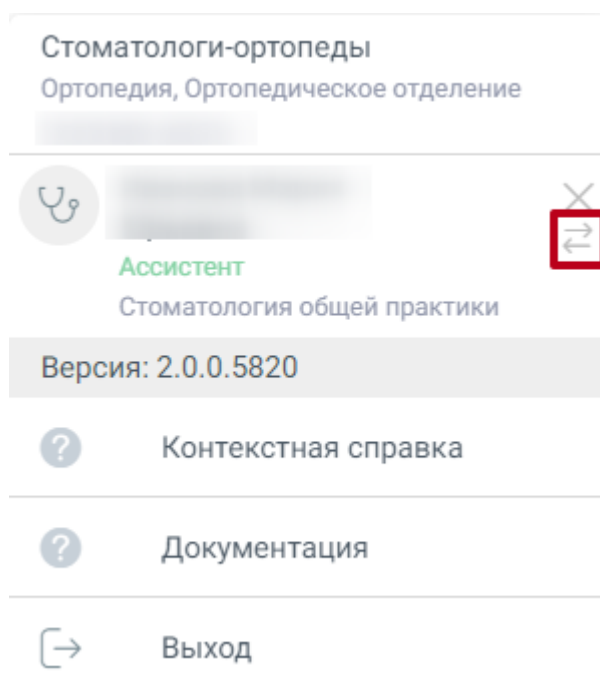 Стоматологи-ортопеды
Ортопедия, Ортопедическое отделение
Ассистент
Стоматология общей практики
Версия: 2.0.0.5820
Контекстная справка
Документация
Выход